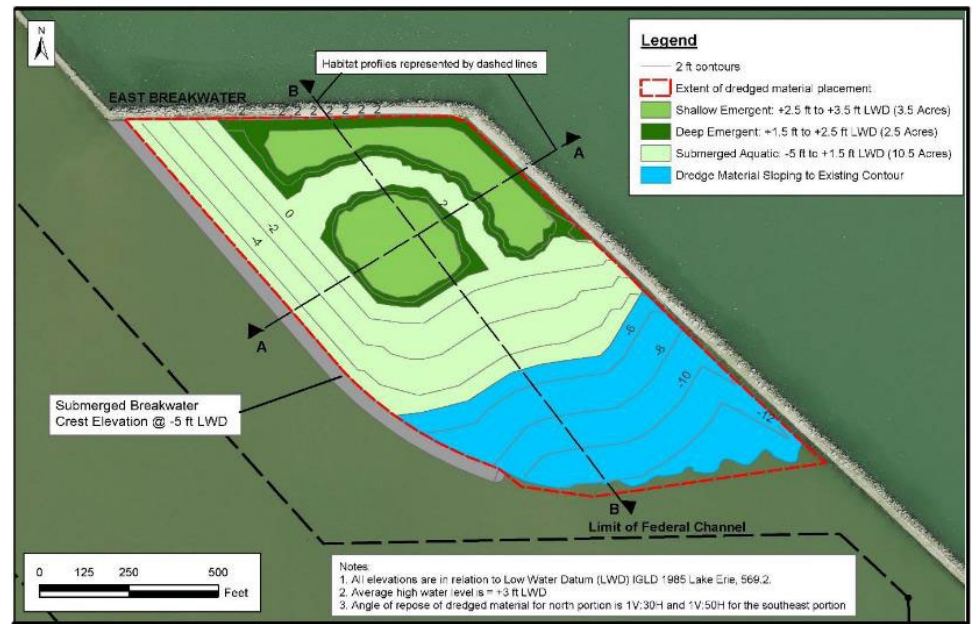 N
Habitat profiles represented by dashed lines
B
EAST BREAKWATER
2 2 2 2 2 2 2 2
A
2
0
-2
-4
A
-6
-8
-10
-12
Submerged Breakwater
Crest Elevation @ -5 ft LWD
B
Limit of Federal Channel
Legend
2 ft contours
Extent of dredged material placement
Shallow Emergent: +2.5 ft to +3.5 ft LWD (3.5 Acres)
Deep Emergent: +1.5 ft to +2.5 ft LWD (2.5 Acres)
Submerged Aquatic: -5 ft to +1.5 ft LWD (10.5 Acres)
Dredge Material Sloping to Existing Contour
0 125 250 500
Feet
Notes:
1. All elevations are in relation to Low Water Datum (LWD) IGLD 1985 Lake Erie, 569.2.
2. Average high water level is = +3 ft LWD
3. Angle of repose of dredged material for north portion is 1V:30H and 1V:50H for the southeast portion